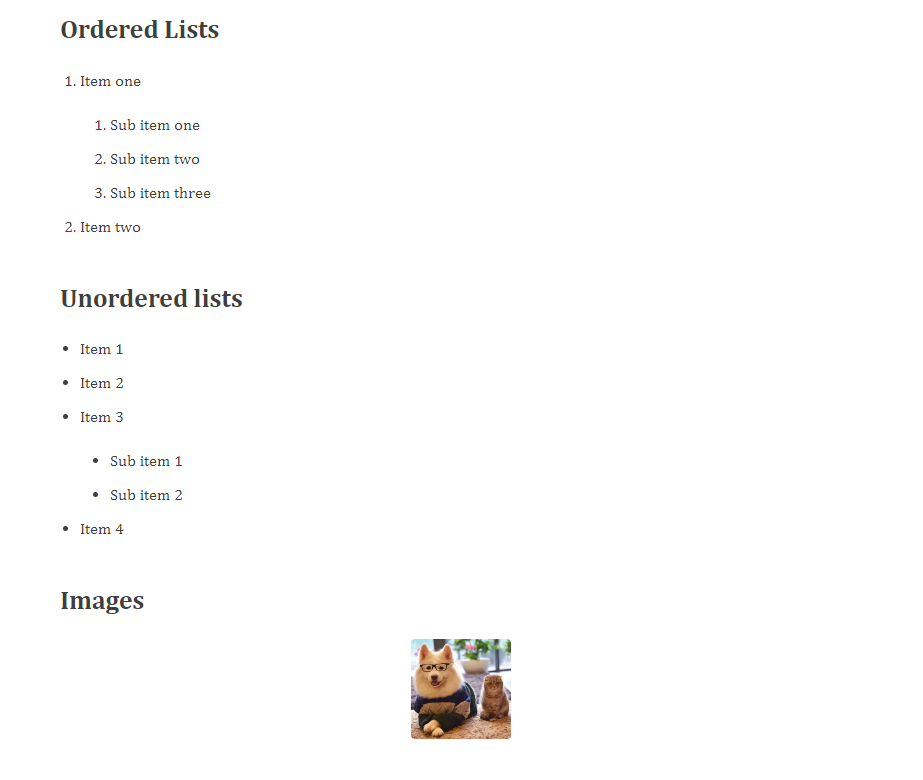 Ordered Lists
1. Item one
1. Sub item one
2. Sub item two
3. Sub item three
2. Item two
Unordered lists
• Item 1
• Item 2
• Item 3
• Sub item 1
• Sub item 2
• Item 4
Images